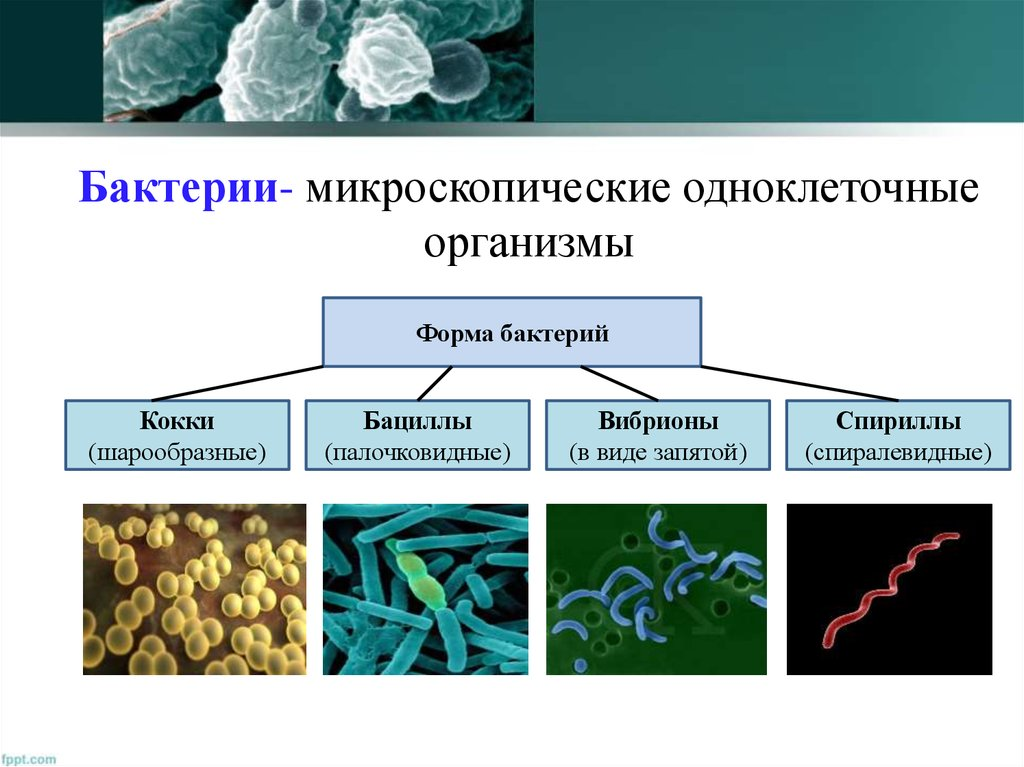 Бактерии- микроскопические одноклеточные
организмы
Форма бактерий
Кокки
(шарообразные)
Бациллы
(палочковидные)
Вибрионы
(в виде запятой)
Спириллы
(спиралевидные)
fppt.com